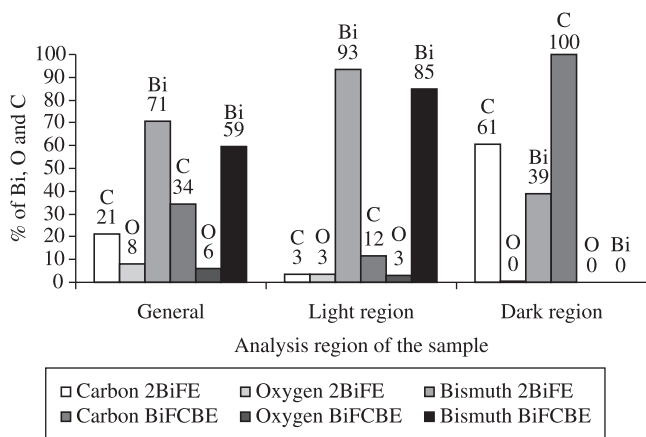 Bi
93
C
100
Bi
85
Bi
71
Bi
59
C
61
Bi
39
C
34
C
21
O
8
O
6
C
3
O
3
C
12
O
3
O
0
O
0
Bi
0
100
90
80
70
60
50
40
30
20
10
0
% of Bi, O and C
General Light region Dark region
Analysis region of the sample
Carbon 2BiFE Oxygen 2BiFE Bismuth 2BiFE
Carbon BiFCBE Oxygen BiFCBE Bismuth BiFCBE